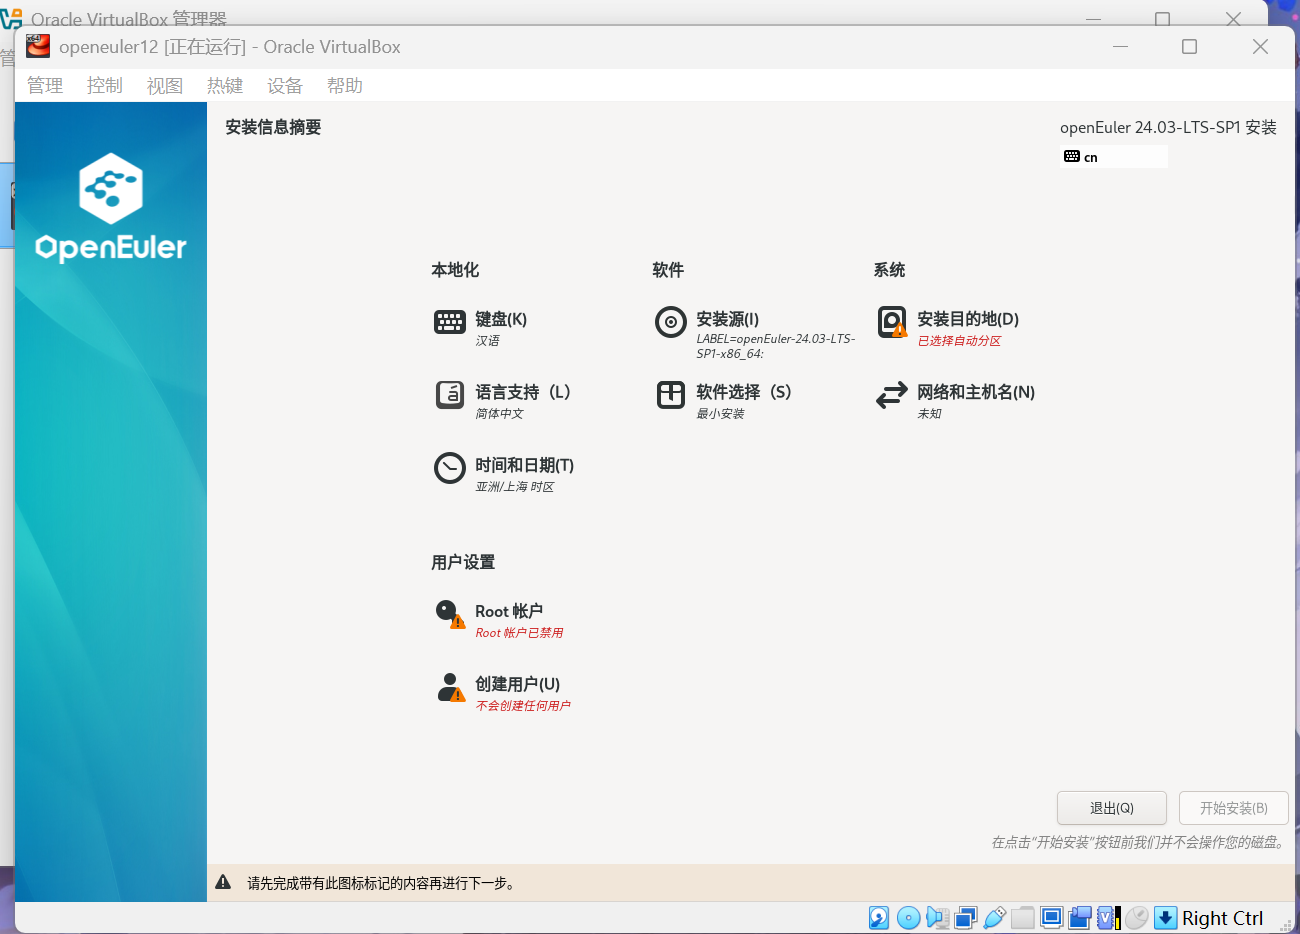 Oracle VirtualBox 管理器
openeuler12 [正在运行] - Oracle VirtualBox
管理 控制 视图 热键 设备 帮助
安装信息摘要
openEuler 24.03-LTS-SP1 安装
cn
OpenEuler
本地化
软件
系统
键盘(K)
汉语
安装源(I)
LABEL=openEuler-24.03-LTS-
SP1-x86_64:
安装目的地(D)
已选择自动分区
语言支持（L）
简体中文
软件选择（S）
最小安装
网络和主机名(N)
未知
时间和日期(T)
亚洲/上海 时区
用户设置
Root 帐户
Root 帐户已禁用
创建用户(U)
不会创建任何用户
退出(Q)
开始安装(B)
在点击“开始安装”按钮前我们并不会操作您的磁盘。
请先完成带有此图标标记的内容再进行下一步。
Right Ctrl